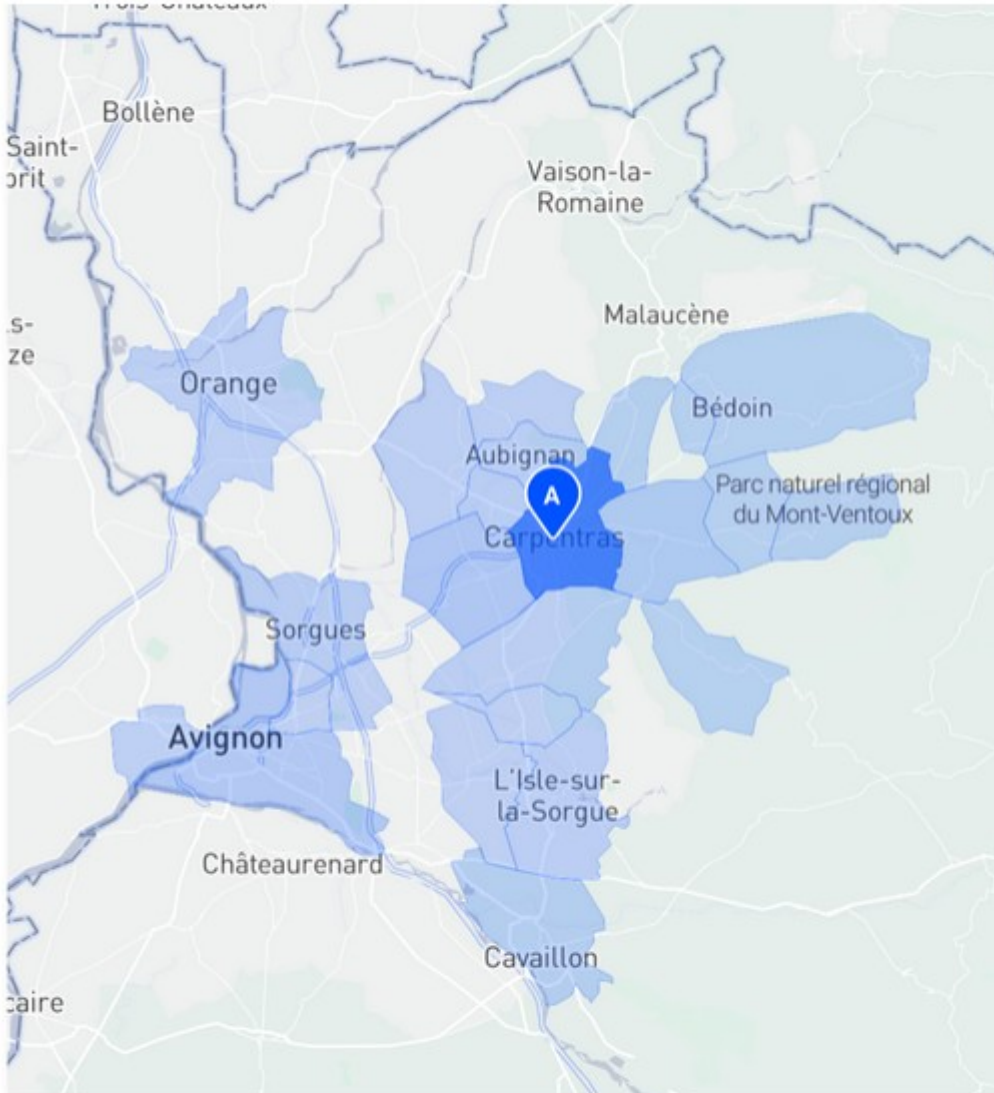 Bollène
Saint-
Vaison-la-
Romaine
Malaucène
Orange
Bédoin
Aubignan
A
Parc naturel régional
du Mont-Ventoux
Carpentras
Sorgues
Avignon
L'Isle-sur-
la-Sorgue
Châteaurenard
Cavaillon
caire